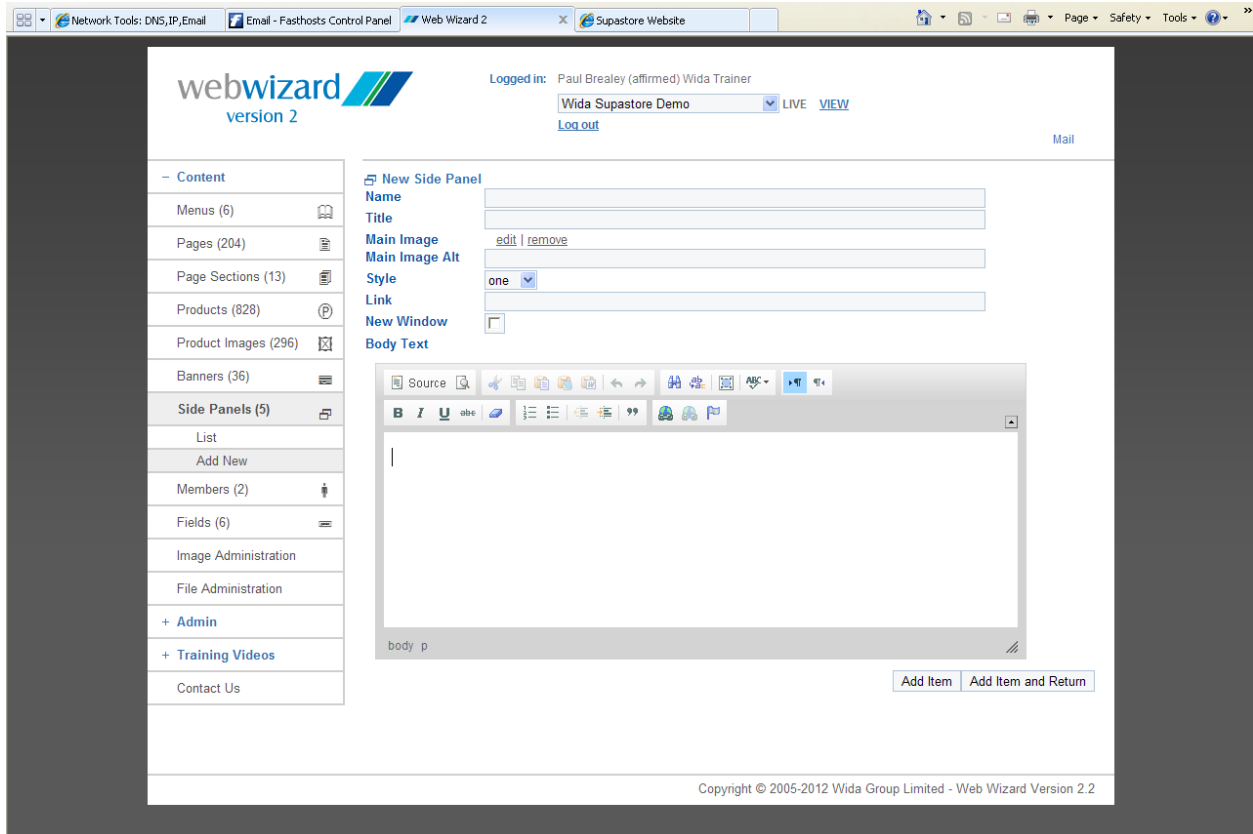 Network Tools: DNS,IP,Email
Email - Fasthosts Control Panel
Web Wizard 2
X
Supastore Website
Page
Safety
Tools
»
webwizard
version 2
Logged in: Paul Brealey (affirmed) Wida Trainer
Wida Supastore Demo LIVE VIEW
Log out
Mail
− Content
Menus (6)
Pages (204)
Page Sections (13)
Products (828)
Product Images (296)
Banners (36)
Side Panels (5)
List
Add New
Members (2)
Fields (6)
Image Administration
File Administration
+ Admin
+ Training Videos
Contact Us
New Side Panel
Name
Title
Main Image edit | remove
Main Image Alt
Style one
Link
New Window
Body Text
Source ABC
B I U abc
body p
Add Item Add Item and Return
Copyright © 2005-2012 Wida Group Limited - Web Wizard Version 2.2